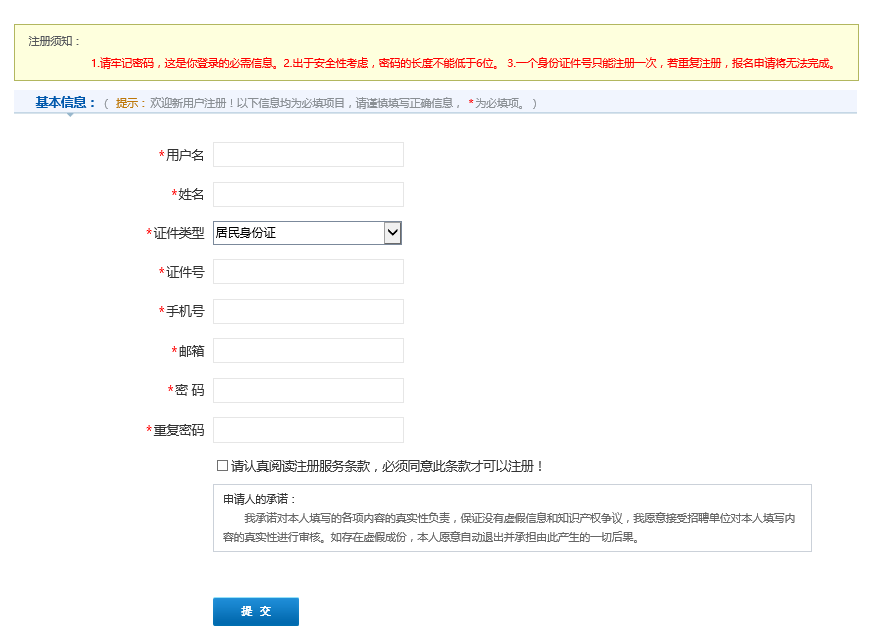 注册须知：
1.请牢记密码，这是你登录的必需信息。2.出于安全性考虑，密码的长度不能低于6位。 3.一个身份证件号只能注册一次，若重复注册，报名申请将无法完成。
基本信息：（ 提示：欢迎新用户注册！以下信息均为必填项目，请谨慎填写正确信息， *为必填项。 ）
*用户名
*姓名
*证件类型 居民身份证
*证件号
*手机号
*邮箱
*密 码
*重复密码
请认真阅读注册服务条款，必须同意此条款才可以注册！
申请人的承诺：
我承诺对本人填写的各项内容的真实性负责，保证没有虚假信息和知识产权争议，我愿意接受招聘单位对本人填写内
容的真实性进行审核。如存在虚假成份，本人愿意自动退出并承担由此产生的一切后果。
提 交